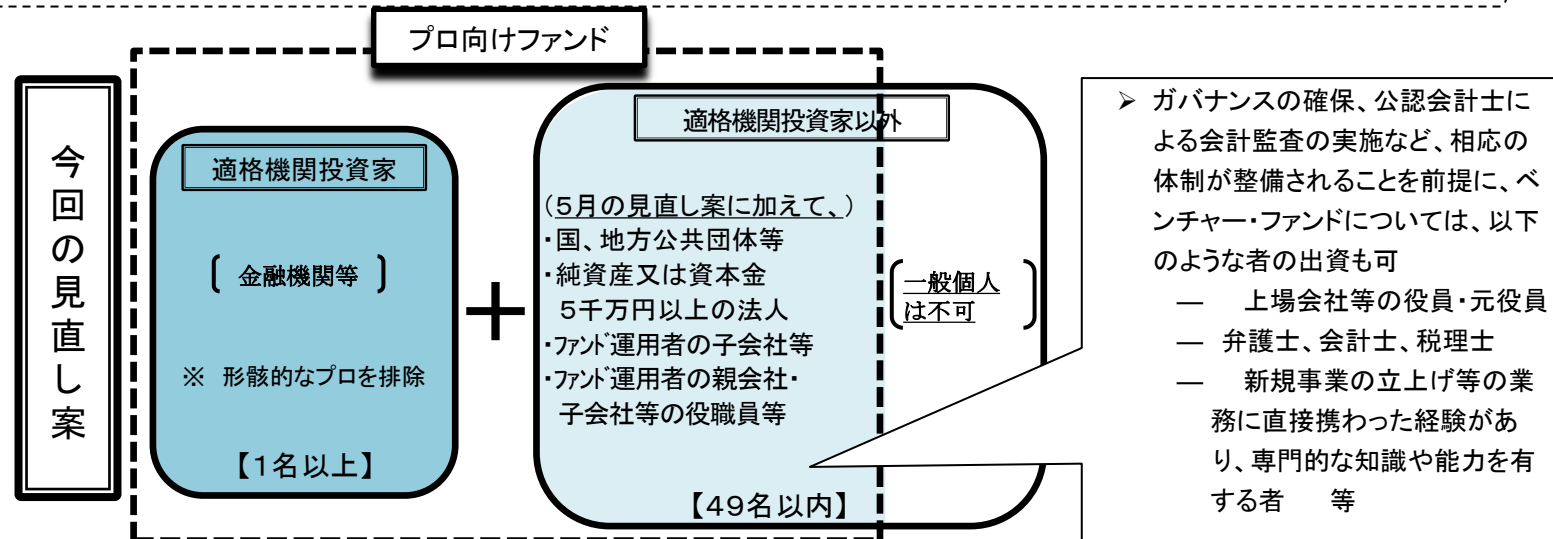 プロ向けファンド
今回の見直し案
適格機関投資家
金融機関等
※ 形骸的なプロを排除
【1名以上】
＋
適格機関投資家以外
(５月の見直し案に加えて、)
・国、地方公共団体等
・純資産又は資本金
５千万円以上の法人
・ファンド運用者の子会社等
・ファンド運用者の親会社・
子会社等の役職員等
【49名以内】
一般個人
は不可
➢ ガバナンスの確保、公認会計士に
よる会計監査の実施など、相応の
体制が整備されることを前提に、ベ
ンチャー・ファンドについては、以下
のような者の出資も可
― 上場会社等の役員・元役員
― 弁護士、会計士、税理士
― 新規事業の立上げ等の業
務に直接携わった経験があ
り、専門的な知識や能力を有
する者 等